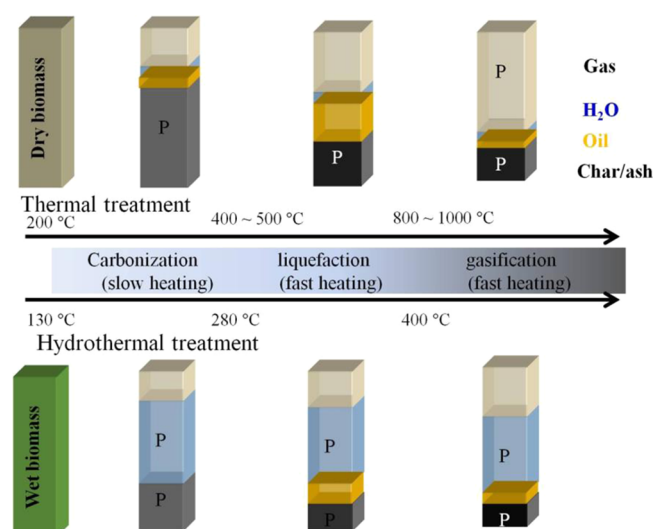 Dry biomass
P
P
P
P
Gas
H₂O
Oil
Char/ash
Thermal treatment
200 °C
400 ~ 500 °C
800 ~ 1000 °C
Carbonization
(slow heating)
liquefaction
(fast heating)
gasification
(fast heating)
130 °C
280 °C
400 °C
Hydrothermal treatment
Wet biomass
P
P
P
P
P
P